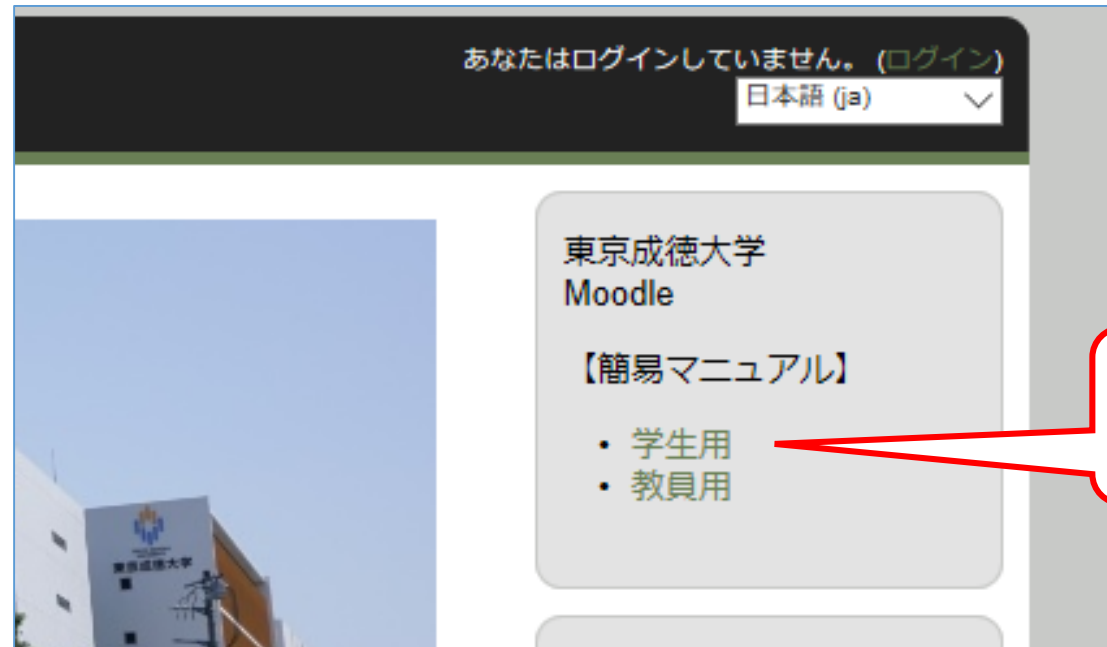 あなたはログインしていません。 (ログイン)
日本語 (ja)
東京成徳大学
Moodle
【簡易マニュアル】
• 学生用
• 教員用
東京成徳大学